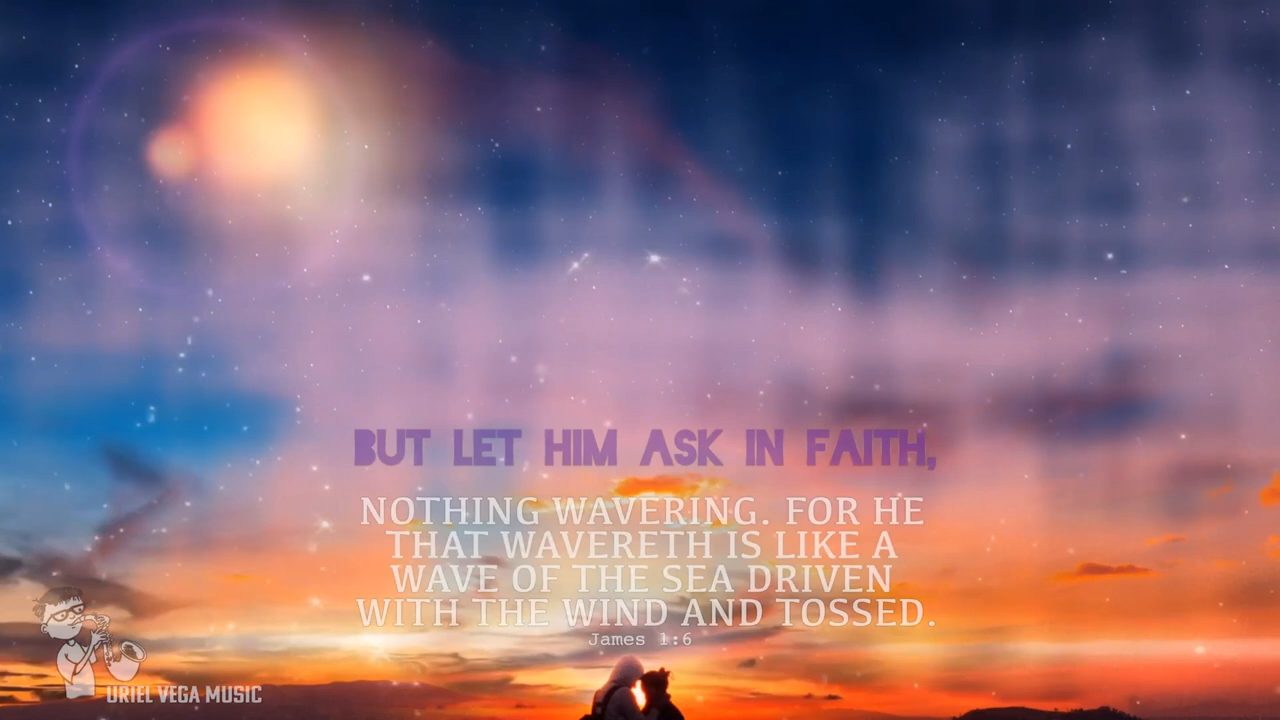 BUT LET HIM ASK IN FAITH,
NOTHING WAVERING. FOR HE
THAT WAVERETH IS LIKE A
WAVE OF THE SEA DRIVEN
WITH THE WIND AND TOSSED.
James 1:6
URIEL VEGA MUSIC